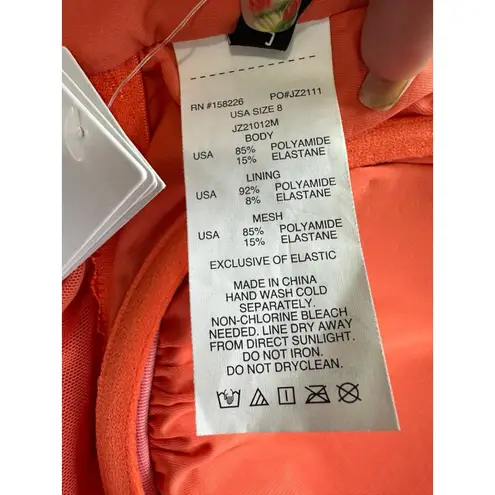 J
RN #158226 PO#JZ2111
USA SIZE 8
JZ21012M
BODY
USA 85% POLYAMIDE
15% ELASTANE
LINING
USA 92% POLYAMIDE
8% ELASTANE
MESH
USA 85% POLYAMIDE
15% ELASTANE
EXCLUSIVE OF ELASTIC
MADE IN CHINA
HAND WASH COLD
SEPARATELY.
NON-CHLORINE BLEACH
NEEDED. LINE DRY AWAY
FROM DIRECT SUNLIGHT.
DO NOT IRON.
DO NOT DRYCLEAN.